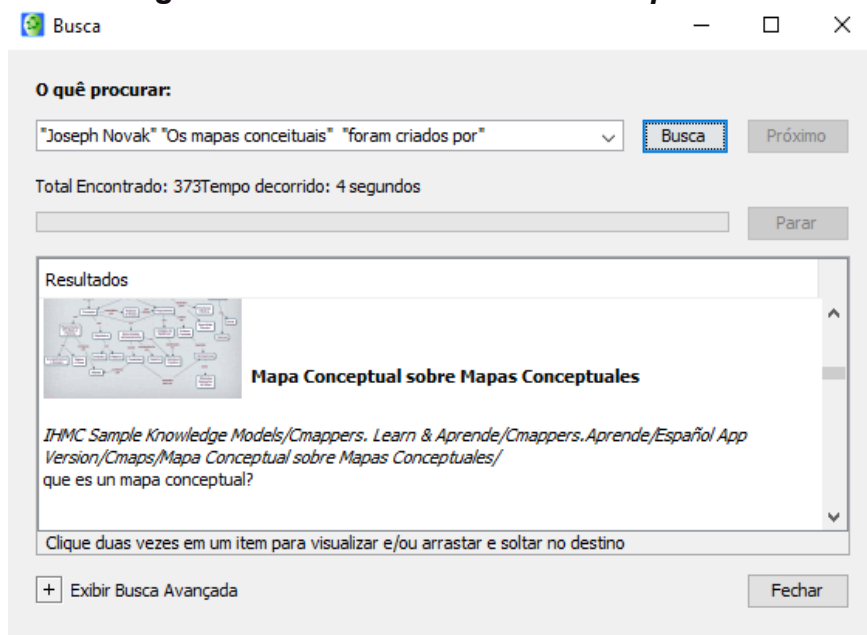 Busca
O quê procurar:
"Joseph Novak" "Os mapas conceituais"  "foram criados por"
Busca
Próximo
Total Encontrado: 373Tempo decorrido: 4 segundos
Parar
Resultados
Mapa Conceptual sobre Mapas Conceptuales
IHMC Sample Knowledge Models/Cmappers. Learn & Aprende/Cmappers.Aprende/Español App
Version/Cmaps/Mapa Conceptual sobre Mapas Conceptuales/
que es un mapa conceptual?
Clique duas vezes em um item para visualizar e/ou arrastar e soltar no destino
+ Exibir Busca Avançada
Fechar